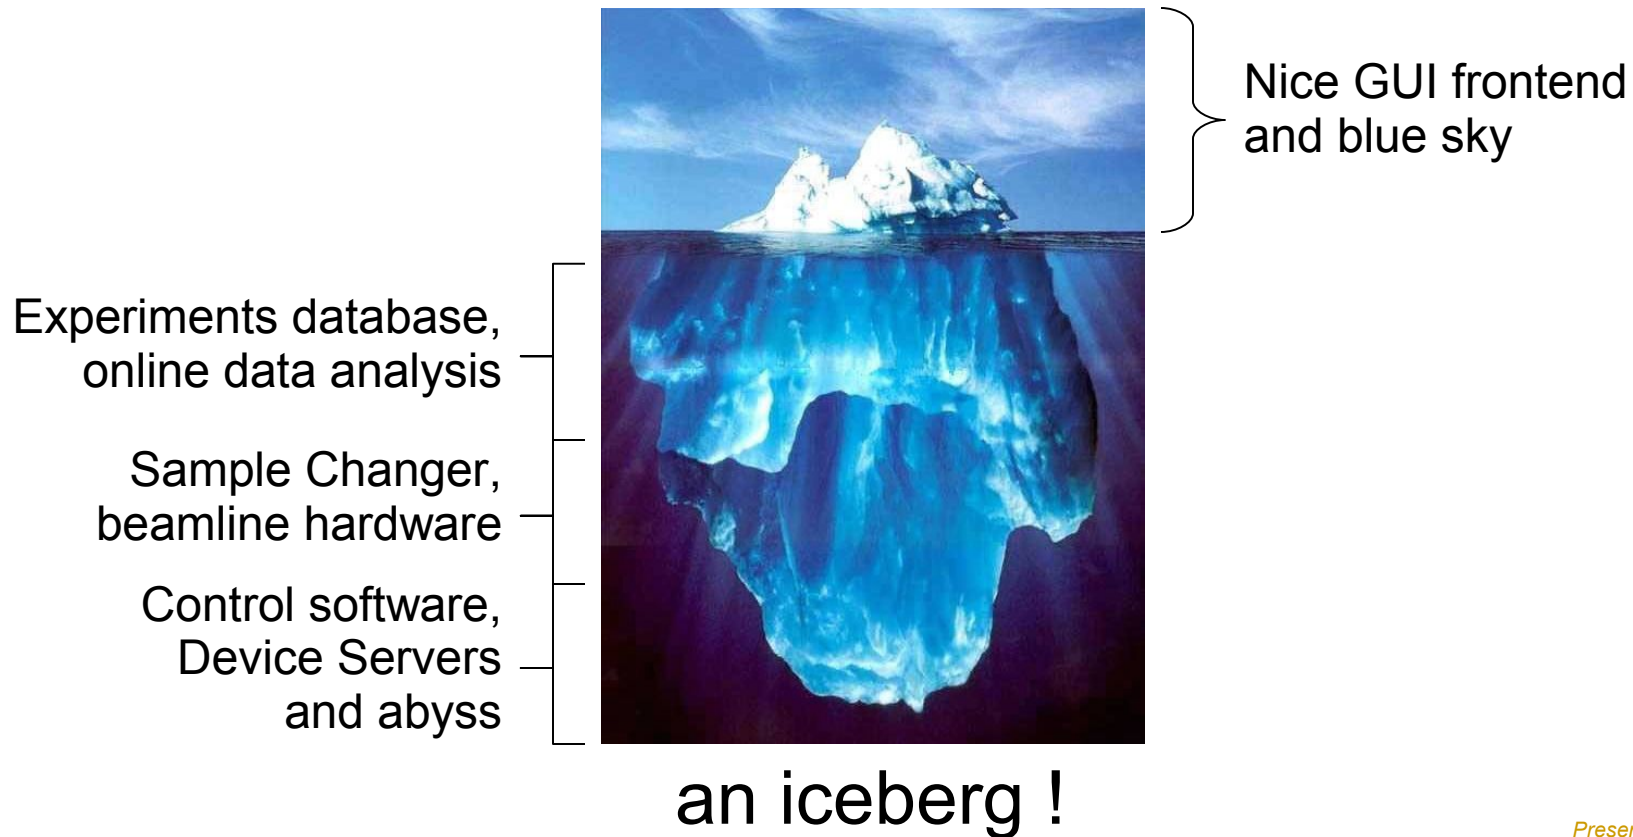 Nice GUI frontend
and blue sky
Experiments database,
online data analysis
Sample Changer,
beamline hardware
Control software,
Device Servers
and abyss
an iceberg !